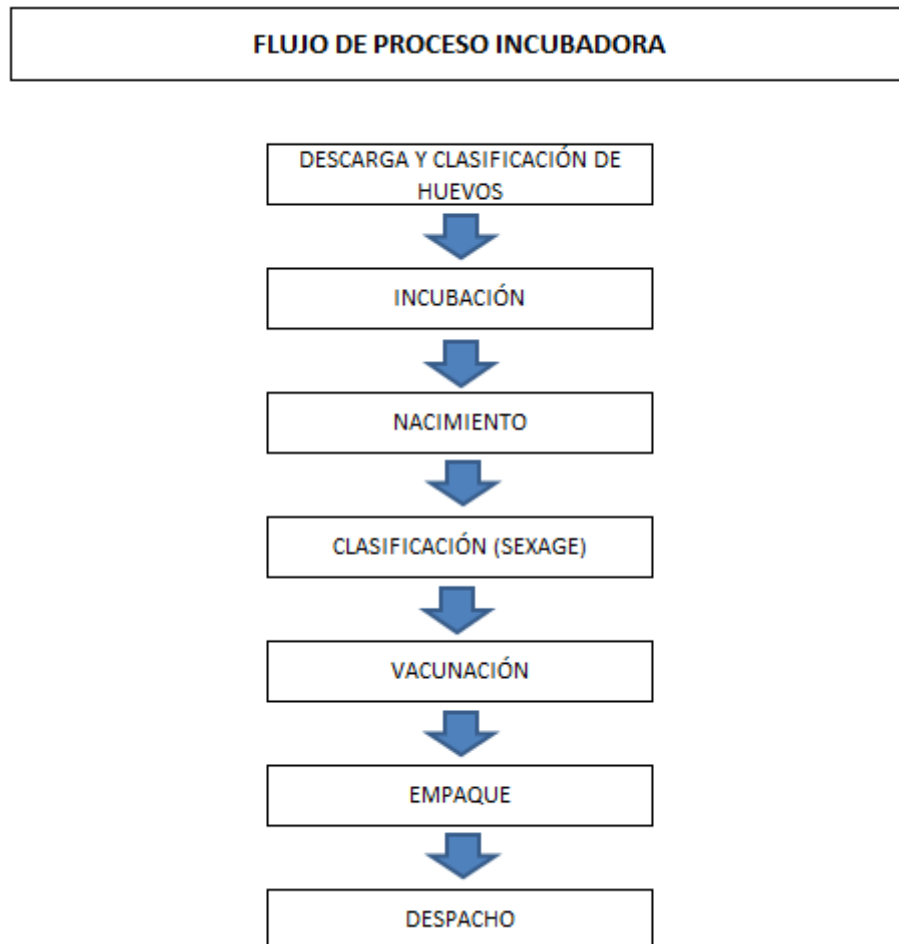 FLUJO DE PROCESO INCUBADORA
DESCARGA Y CLASIFICACIÓN DE
HUEVOS
INCUBACIÓN
NACIMIENTO
CLASIFICACIÓN (SEXAGE)
VACUNACIÓN
EMPAQUE
DESPACHO